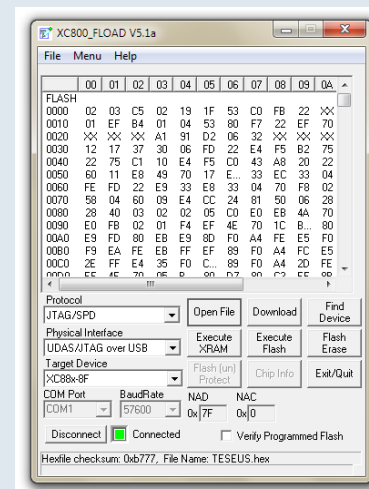 XC800_FLOAD V5.1a
File Menu Help
00 01 02 03 04 05 06 07 08 09 0A
FLASH
0000 02 03 C5 02 19 1F 53 C0 FB 22 XX
0010 01 EF B4 01 04 53 80 F7 22 EF 70
0020 XX XX XX A1 91 D2 06 32 XX XX XX
0030 12 17 37 30 06 FD 22 E4 F5 B2 75
0040 22 75 C1 10 E4 F5 C0 43 A8 20 22
0050 60 11 E8 49 70 17 E... 33 EC 33 04
0060 FE FD 22 E9 33 E8 33 04 70 F8 02
0070 58 04 60 09 E4 CC 24 81 50 06 28
0080 28 40 03 02 02 05 C0 E0 EB 4A 70
0090 E0 FB 02 01 F4 EF 4E 70 1C B... 80
00A0 E9 FD 80 EB E9 8D F0 A4 FE E5 F0
00B0 F9 EA FE EB FF EF 89 F0 A4 FC E5
00C0 2E FF E4 35 F0 C... 89 F0 A4 2D FE
Protocol
JTAG/SPD
Open File Download Find Device
Physical Interface
UDAS/JTAG over USB
Execute XRAM Execute Flash Flash Erase
Target Device
XC88x-8F
Flash (un) Protect Chip Info Exit/Quit
COM Port BaudRate NAD NAC
COM1 57600 0x 7F 0x 0
Disconnect Connected Verify Programmed Flash
Hexfile checksum: 0xb777, File Name: TESEUS.hex